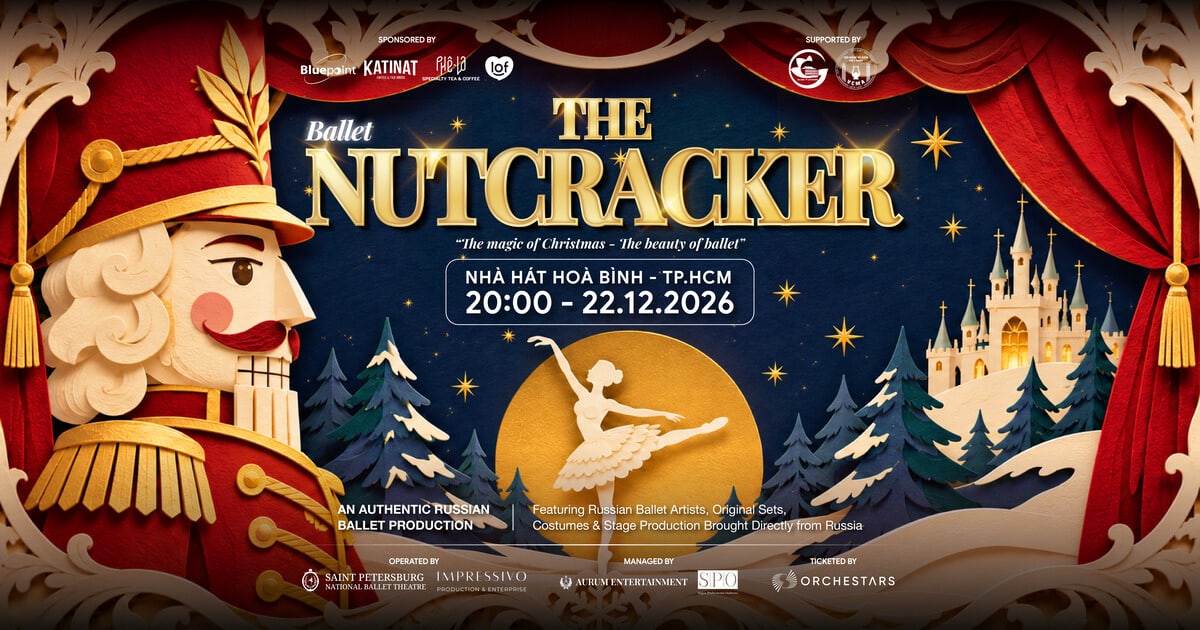 SPONSORED BY
Bluepoint
KATINAT
COFFEE & TEA HOUSE
PHÊ-LA
SPECIALTY TEA & COFFEE
lof
SUPPORTED BY
Ballet
THE
NUTCRACKER
“The magic of Christmas - The beauty of ballet”
NHÀ HÁT HOÀ BÌNH - TP.HCM
20:00 - 22.12.2026
AN AUTHENTIC RUSSIAN
BALLET PRODUCTION
Featuring Russian Ballet Artists, Original Sets,
Costumes & Stage Production Brought Directly from Russia
OPERATED BY
SAINT PETERSBURG
NATIONAL BALLET THEATRE
IMPRESSIVO
PRODUCTION & ENTERPRISE
MANAGED BY
AURUM ENTERTAINMENT
SPO
TICKETED BY
ORCHESTARS